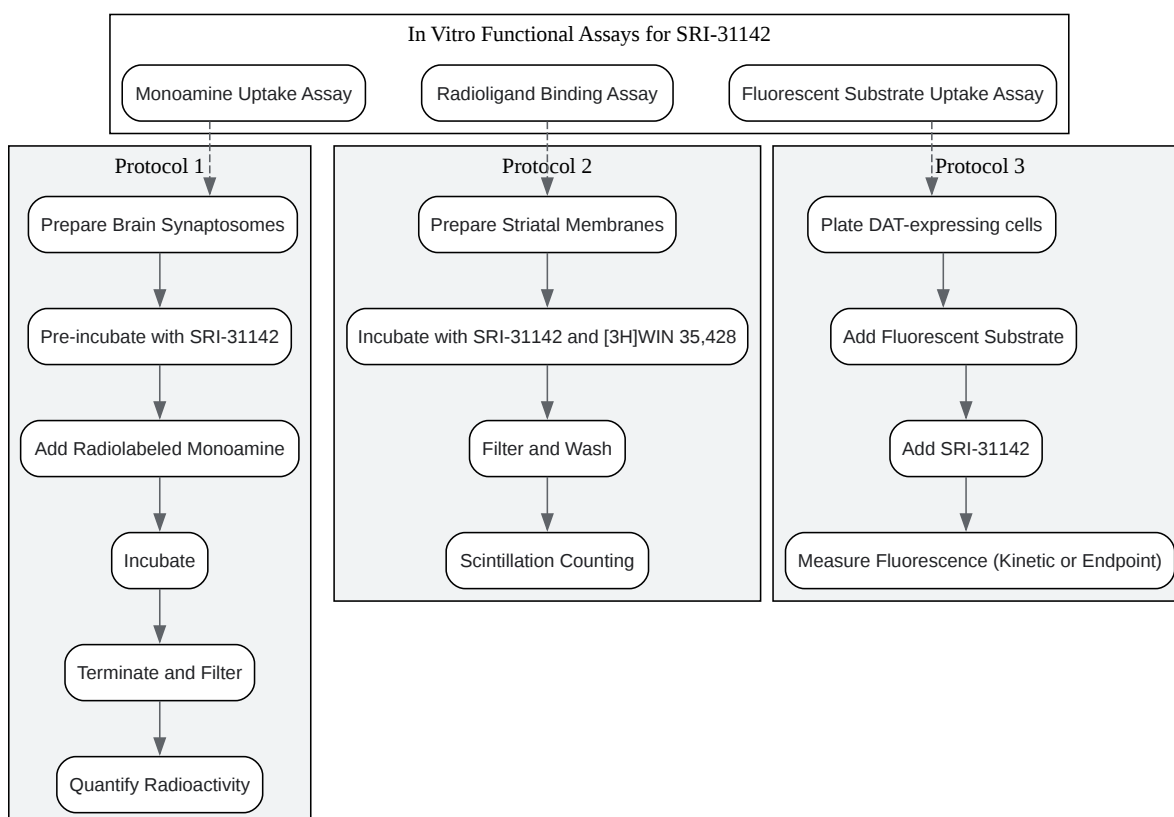 In Vitro Functional Assays for SRI-31142
Monoamine Uptake Assay
Radioligand Binding Assay
Fluorescent Substrate Uptake Assay
Protocol 1
Prepare Brain Synaptosomes
Pre-incubate with SRI-31142
Add Radiolabeled Monoamine
Incubate
Terminate and Filter
Quantify Radioactivity
Protocol 2
Prepare Striatal Membranes
Incubate with SRI-31142 and [3H]WIN 35,428
Filter and Wash
Scintillation Counting
Protocol 3
Plate DAT-expressing cells
Add Fluorescent Substrate
Add SRI-31142
Measure Fluorescence (Kinetic or Endpoint)